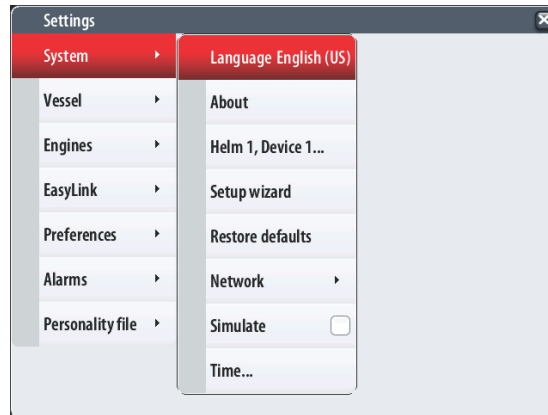 Settings
System
Vessel
Engines
EasyLink
Preferences
Alarms
Personality file
Language English (US)
About
Helm 1, Device 1...
Setup wizard
Restore defaults
Network
Simulate
Time...